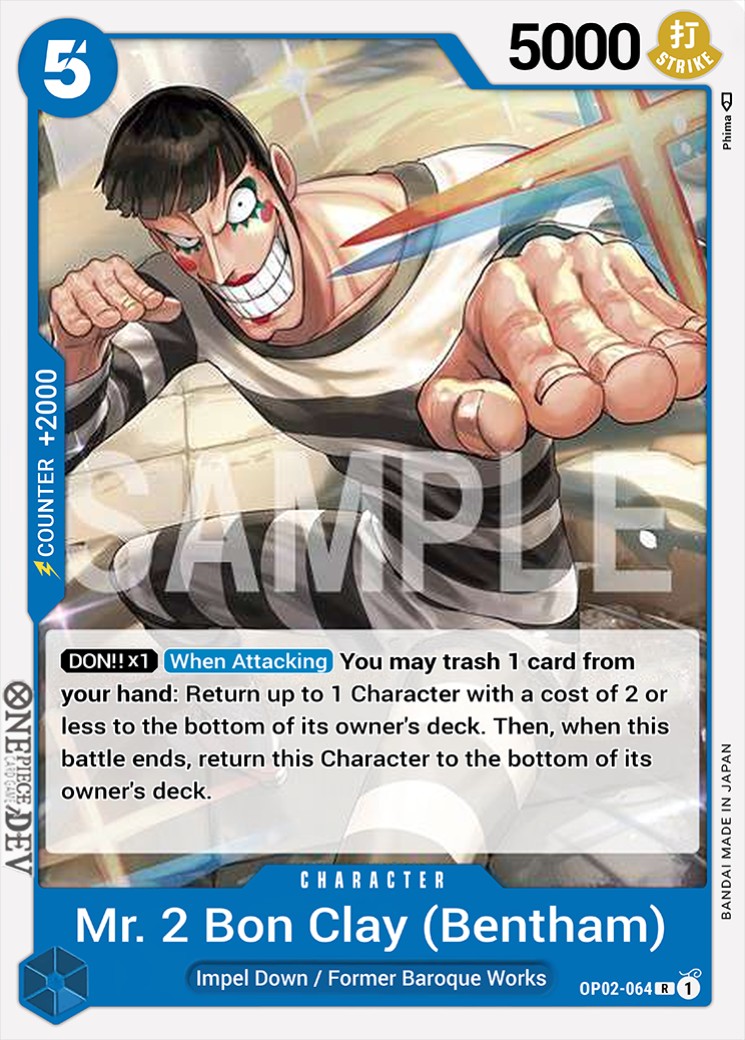 5
5000
打
STRIKE
Phima
COUNTER +2000
SAMPLE
DON!!×1 When Attacking You may trash 1 card from
your hand: Return up to 1 Character with a cost of 2 or
less to the bottom of its owner's deck. Then, when this
battle ends, return this Character to the bottom of its
owner's deck.
ONE PIECE
CARD GAME
.DEV
BANDAI MADE IN JAPAN
CHARACTER
Mr. 2 Bon Clay (Bentham)
Impel Down / Former Baroque Works
OP02-064 R 1